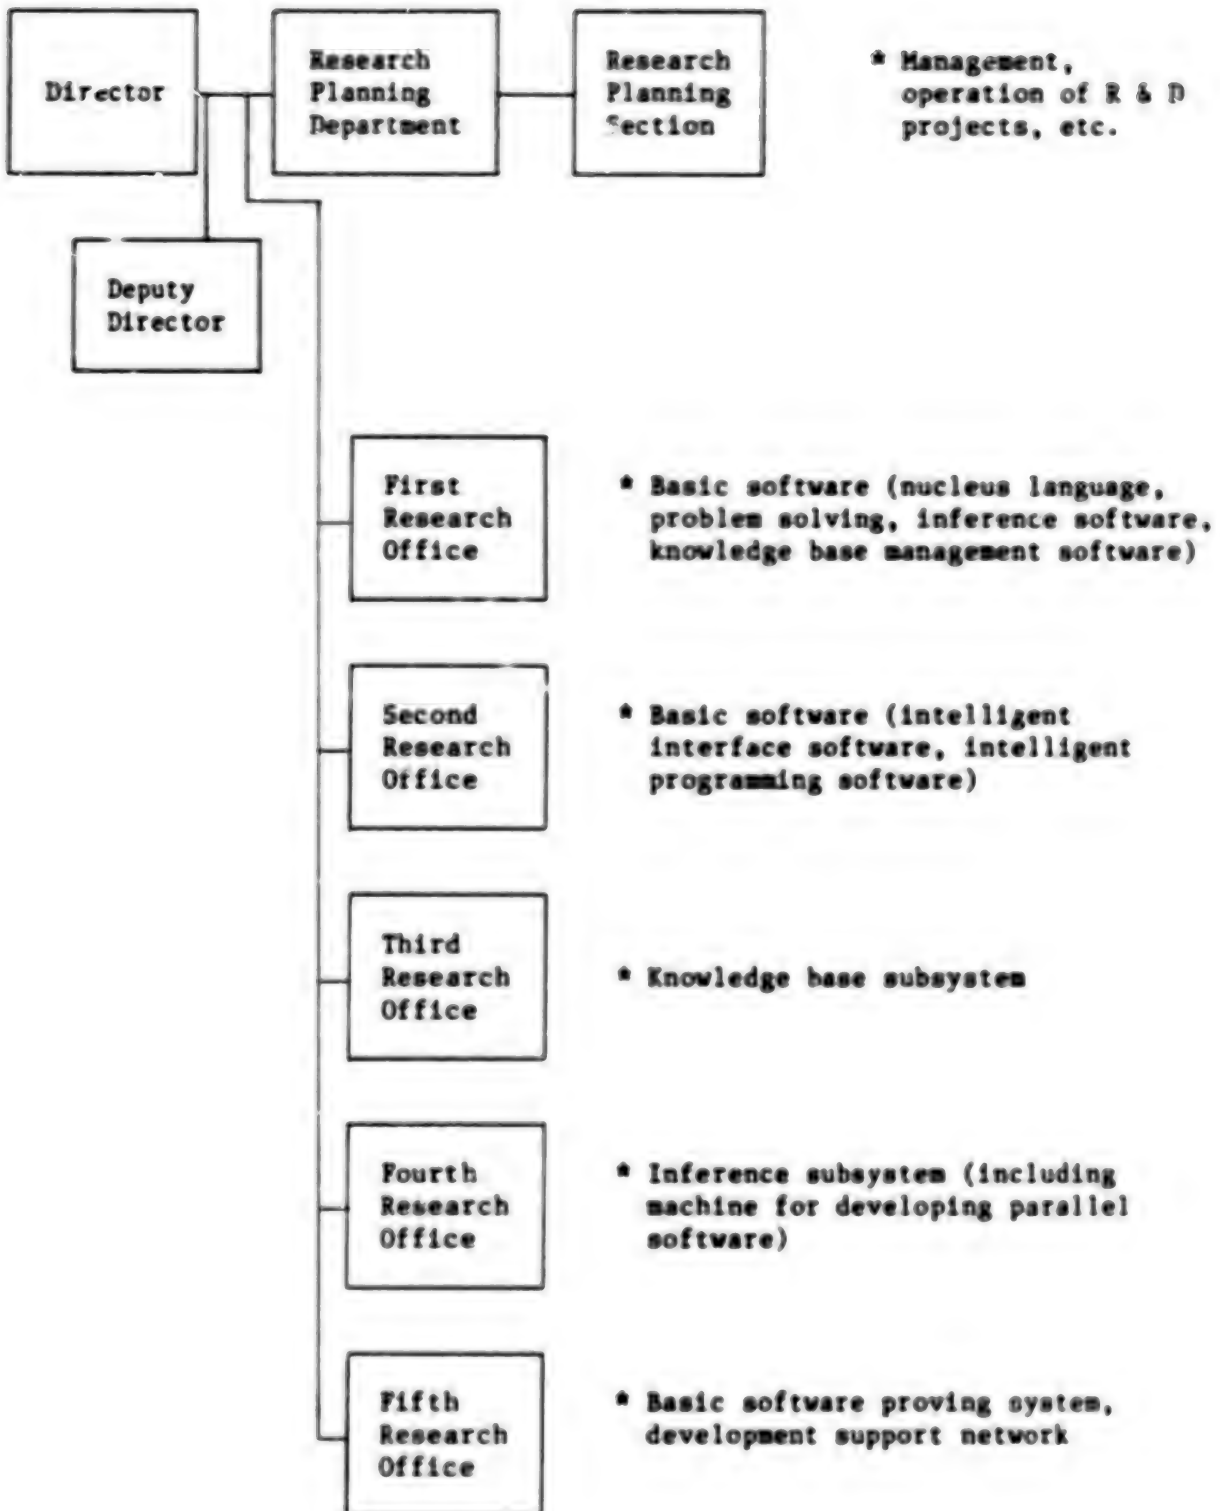 Director
Research
Planning
Department
Research
Planning
Section
* Management,
operation of R & D
projects, etc.
Deputy
Director
First
Research
Office
* Basic software (nucleus language,
problem solving, inference software,
knowledge base management software)
Second
Research
Office
* Basic software (intelligent
interface software, intelligent
programming software)
Third
Research
Office
* Knowledge base subsystem
Fourth
Research
Office
* Inference subsystem (including
machine for developing parallel
software)
Fifth
Research
Office
* Basic software proving system,
development support network